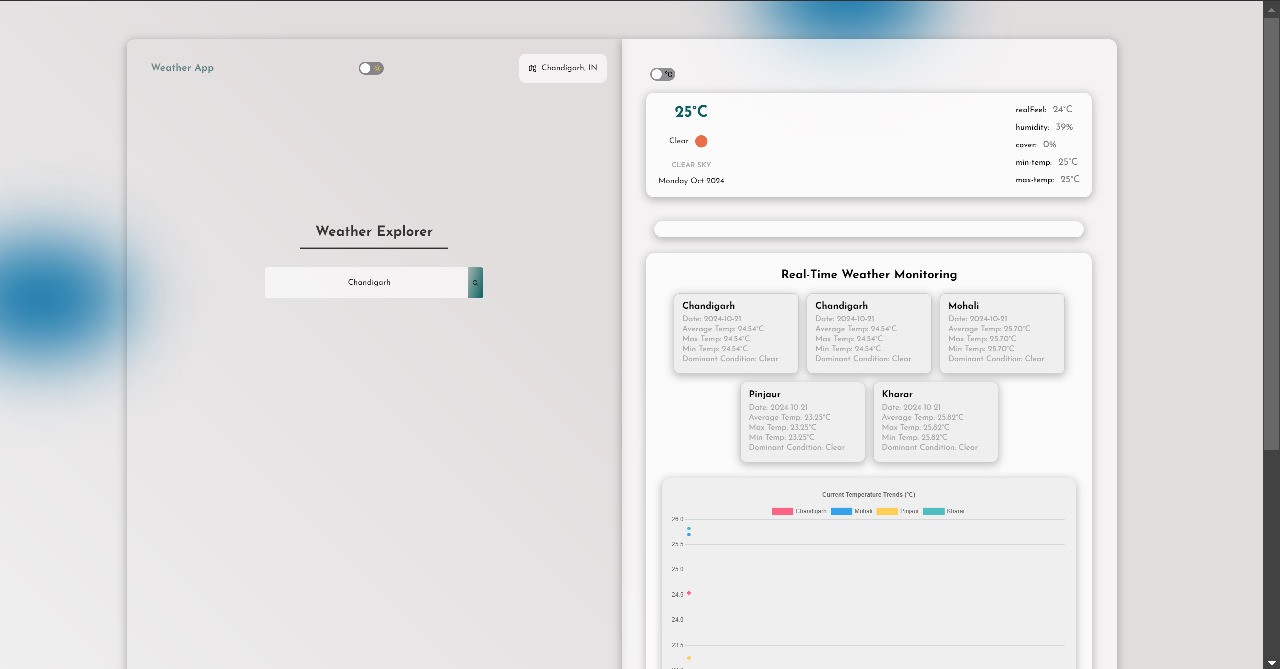 Weather App
Chandigarh, IN
Weather Explorer
Chandigarh
°C
25°C
Clear
CLEAR SKY
Monday Oct 2024
realFeel: 24°C
humidity: 39%
cover: 0%
min-temp: 25°C
max-temp: 25°C
Real-Time Weather Monitoring
Chandigarh
Date: 2024-10-21
Average Temp: 24.54°C
Max Temp: 24.54°C
Min Temp: 24.54°C
Dominant Condition: Clear
Chandigarh
Date: 2024-10-21
Average Temp: 24.54°C
Max Temp: 24.54°C
Min Temp: 24.54°C
Dominant Condition: Clear
Mohali
Date: 2024-10-21
Average Temp: 25.70°C
Max Temp: 25.70°C
Min Temp: 25.70°C
Dominant Condition: Clear
Pinjaur
Date: 2024-10-21
Average Temp: 23.25°C
Max Temp: 23.25°C
Min Temp: 23.25°C
Dominant Condition: Clear
Kharar
Date: 2024-10-21
Average Temp: 25.82°C
Max Temp: 25.82°C
Min Temp: 25.82°C
Dominant Condition: Clear
Current Temperature Trends (°C)
Chandigarh Mohali Pinjaur Kharar
26.0
25.5
25.0
24.5
24.0
23.5